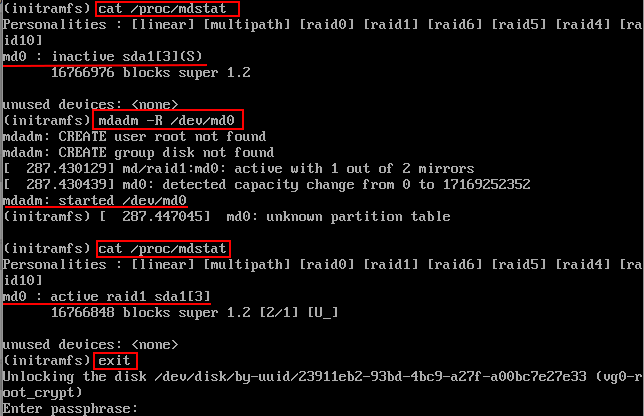 (initramfs) cat /proc/mdstat
Personalities : [linear] [multipath] [raid0] [raid1] [raid6] [raid5] [raid4] [ra
id10]
md0 : inactive sda1[3](S)
16766976 blocks super 1.2
unused devices: <none>
(initramfs) mdadm -R /dev/md0
mdadm: CREATE user root not found
mdadm: CREATE group disk not found
[  287.430129] md/raid1:md0: active with 1 out of 2 mirrors
[  287.430439] md0: detected capacity change from 0 to 17169252352
mdadm: started /dev/md0
(initramfs) [  287.447045]  md0: unknown partition table
(initramfs) cat /proc/mdstat
Personalities : [linear] [multipath] [raid0] [raid1] [raid6] [raid5] [raid4] [ra
id10]
md0 : active raid1 sda1[3]
16766848 blocks super 1.2 [2/1] [U_]
unused devices: <none>
(initramfs) exit
Unlocking the disk /dev/disk/by-uuid/23911eb2-93bd-4bc9-a27f-a00bc7e27e33 (vg0-r
oot_crypt)
Enter passphrase: